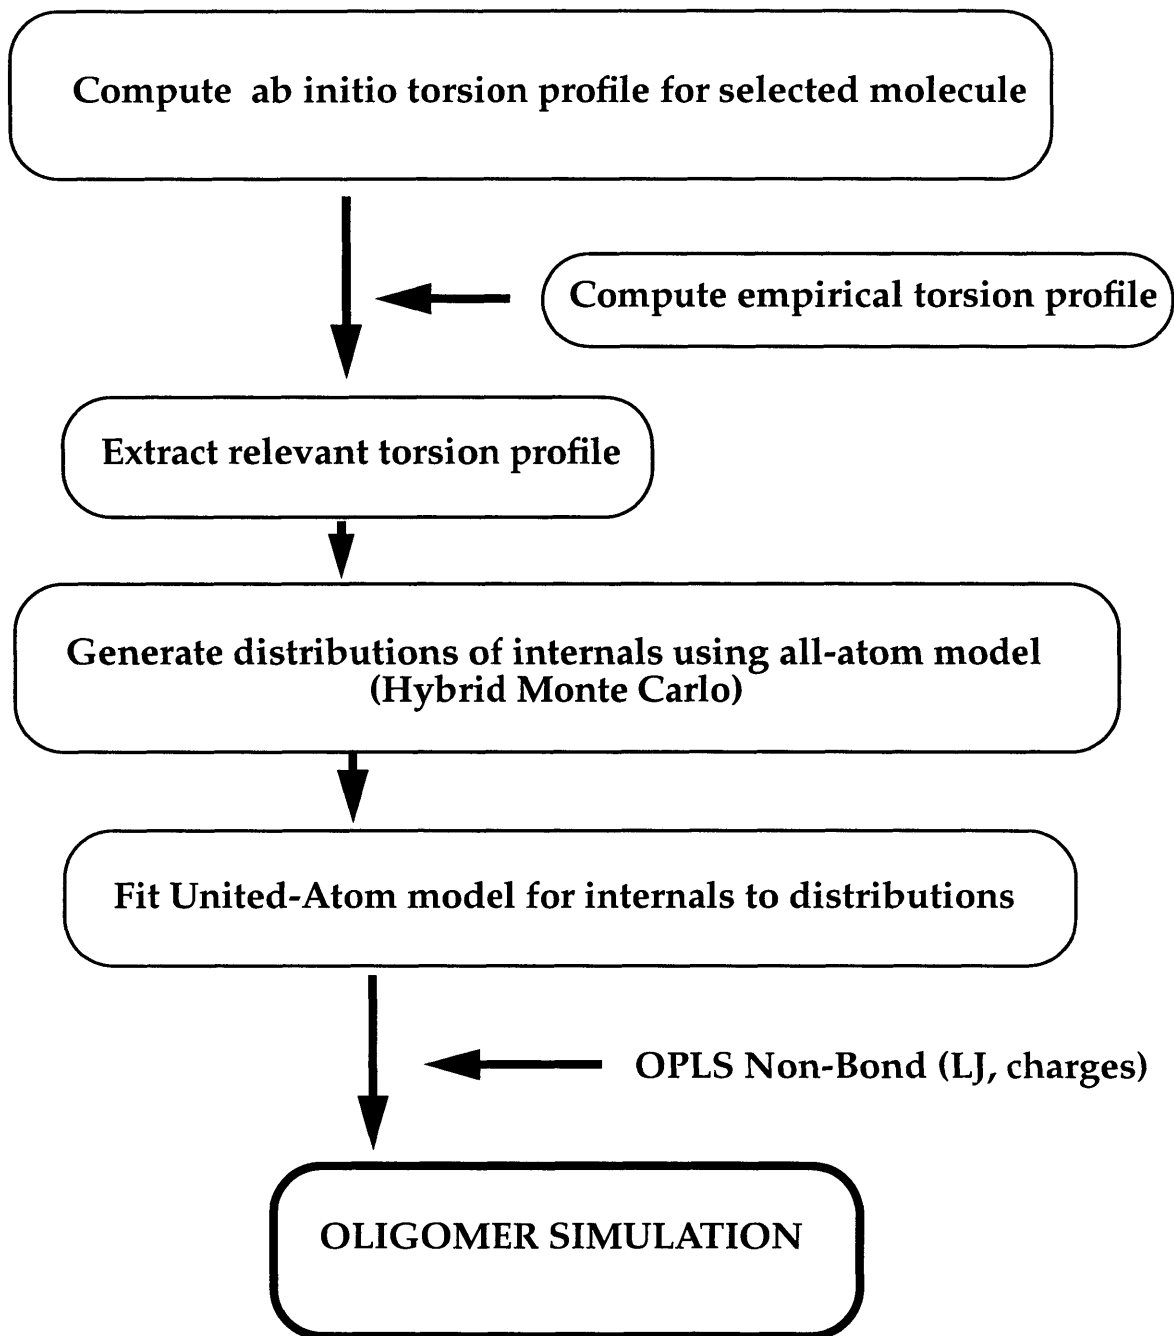 Compute ab initio torsion profile for selected molecule
Compute empirical torsion profile
Extract relevant torsion profile
Generate distributions of internals using all-atom model
(Hybrid Monte Carlo)
Fit United-Atom model for internals to distributions
OPLS Non-Bond (LJ, charges)
OLIGOMER SIMULATION